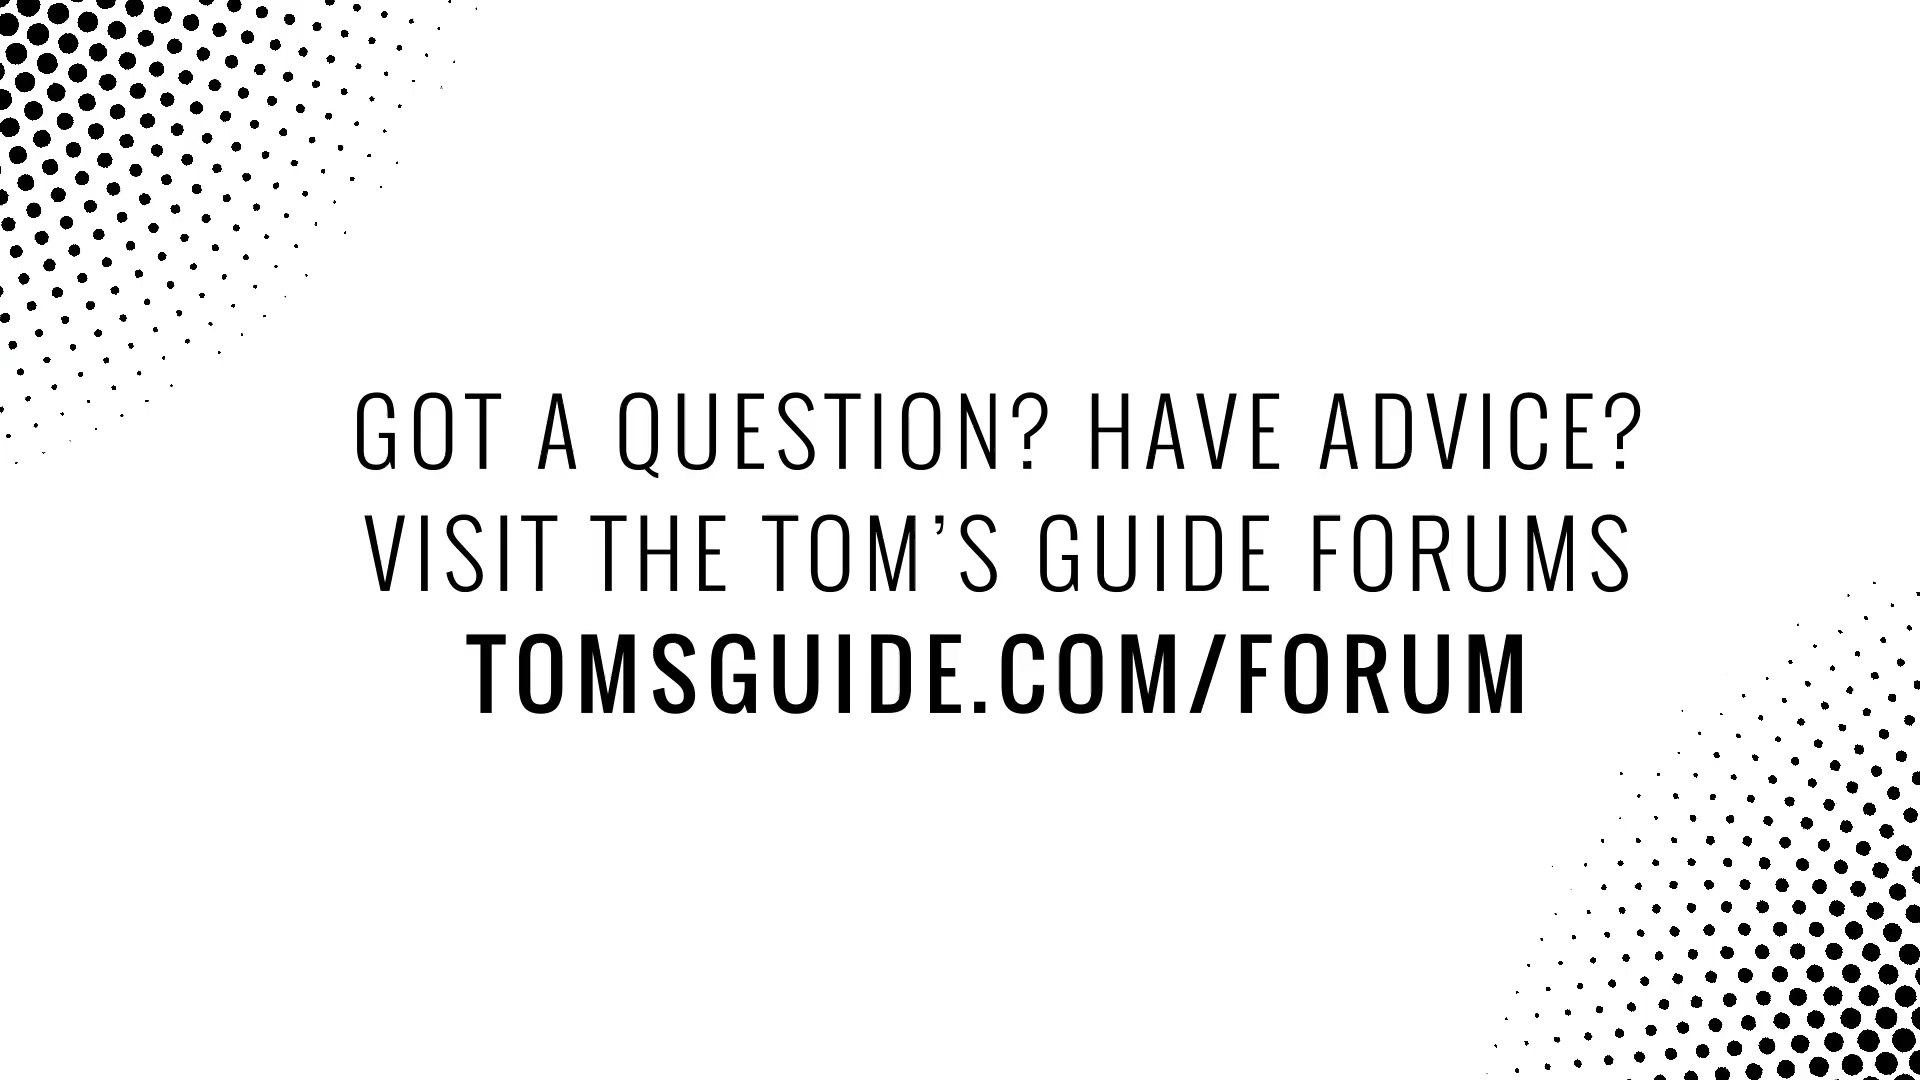 GOT A QUESTION? HAVE ADVICE?
VISIT THE TOM’S GUIDE FORUMS
TOMSGUIDE.COM/FORUM